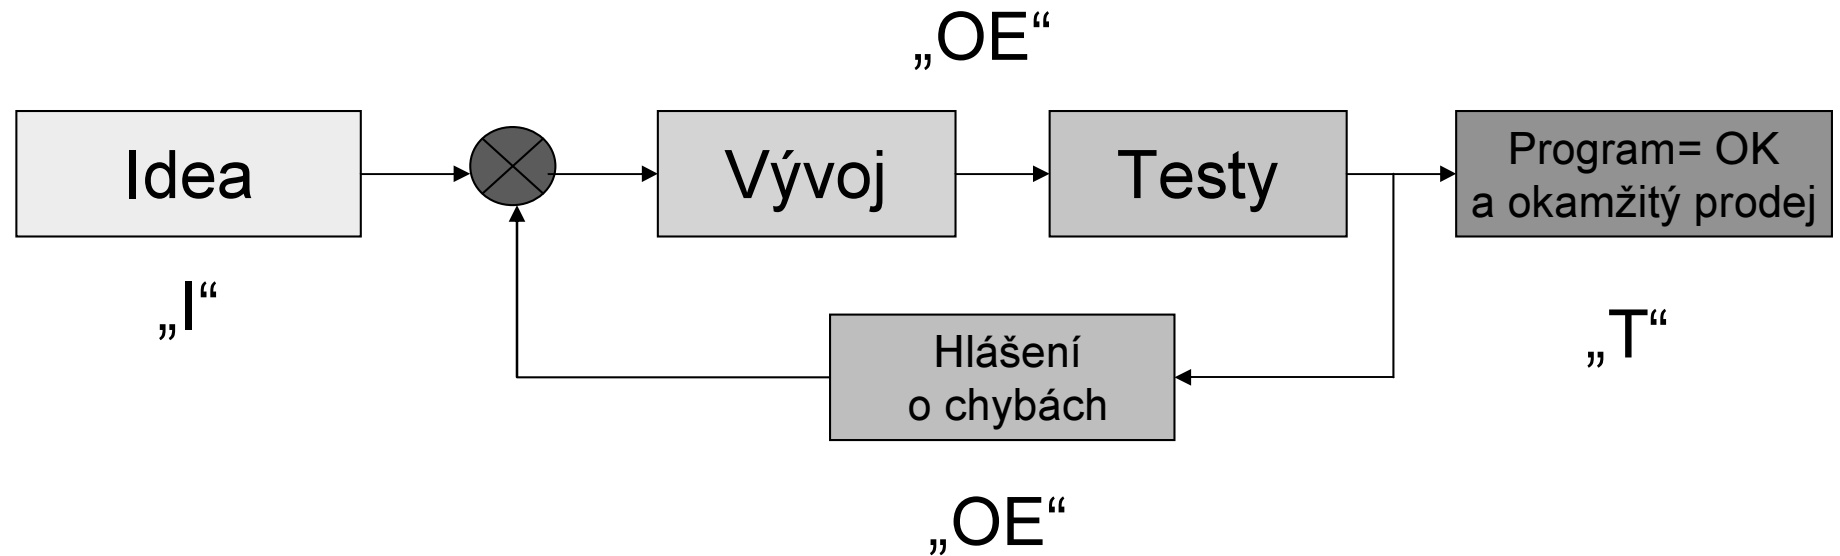 „OE“
Idea
Vývoj
Testy
Program= OK
a okamžitý prodej
„I“
„T“
Hlášení
o chybách
„OE“